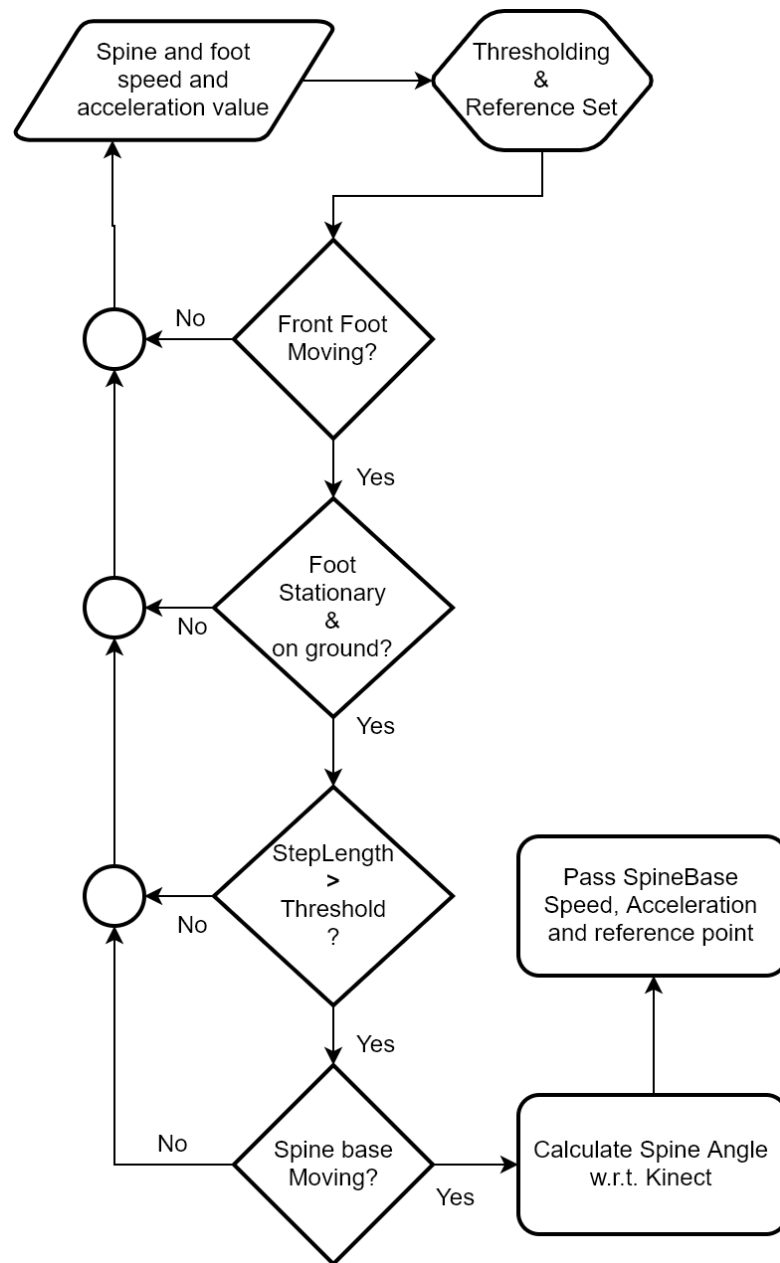 Spine and foot
speed and
acceleration value
Thresholding
&
Reference Set
No
Front Foot
Moving?
Yes
Foot
Stationary
&
on ground?
No
Yes
StepLength
>
Threshold
?
No
Pass SpineBase
Speed, Acceleration
and reference point
Yes
No
Spine base
Moving?
Yes
Calculate Spine Angle
w.r.t. Kinect